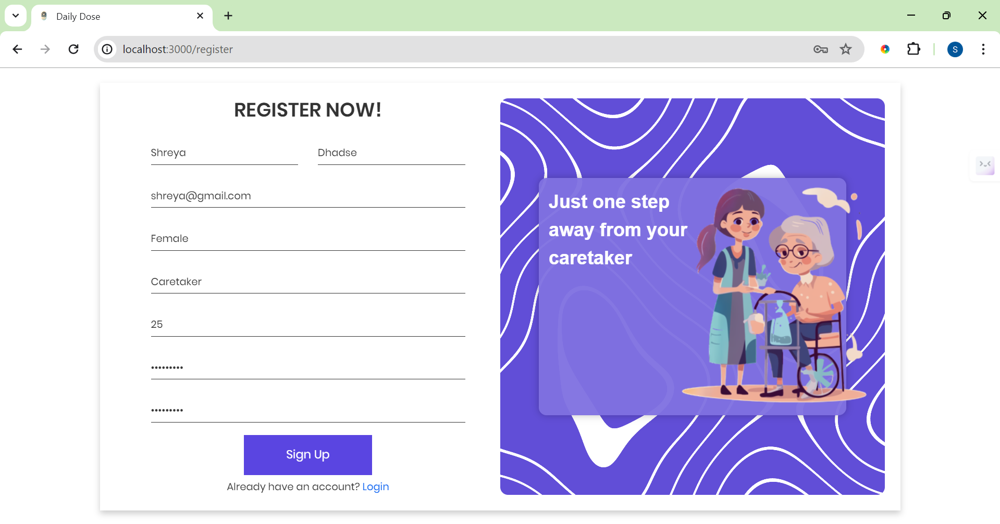 Daily Dose
localhost:3000/register
S
REGISTER NOW!
Shreya Dhadse
shreya@gmail.com
Female
Caretaker
25
•••••••••
•••••••••
Sign Up
Already have an account? Login
Just one step
away from your
caretaker